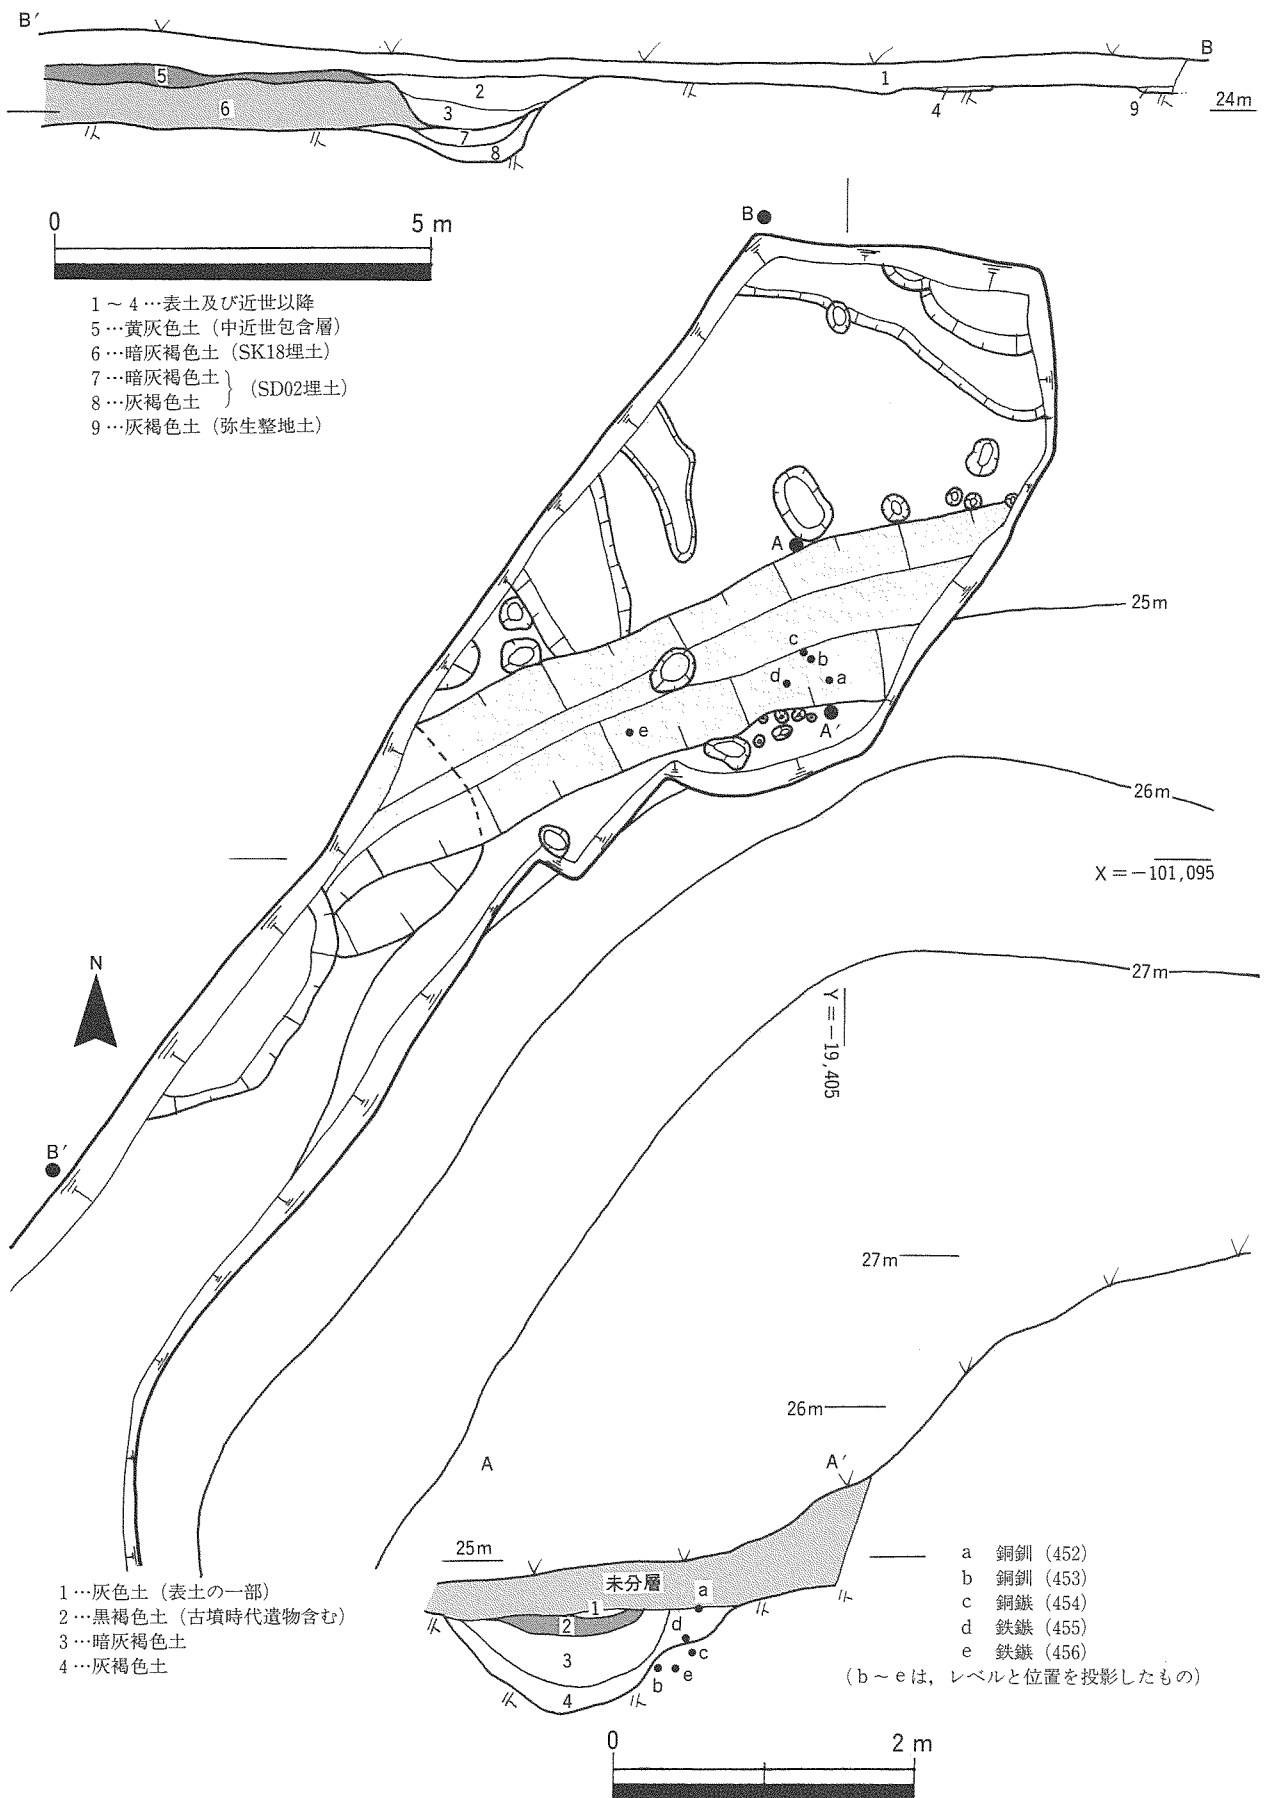 B′
B
5
6
2
3
7
8
1
4
9
24m
0 5 m
1～4…表土及び近世以降
5…黄灰色土（中近世包含層）
6…暗灰褐色土（SK18埋土）
7…暗灰褐色土
8…灰褐色土
（SD02埋土）
9…灰褐色土（弥生整地土）
B
A
25m
c
b
d
a
e
A′
26m
X＝−101,095
N
27m
Y＝−19,405
B′
27m
26m
A
A′
25m
未分層
a
1
2
d
3
c
b
e
4
1…灰色土（表土の一部）
2…黒褐色土（古墳時代遺物含む）
3…暗灰褐色土
4…灰褐色土
a 銅釧（452）
b 銅釧（453）
c 銅鏃（454）
d 鉄鏃（455）
e 鉄鏃（456）
（b～eは，レベルと位置を投影したもの）
0 2 m